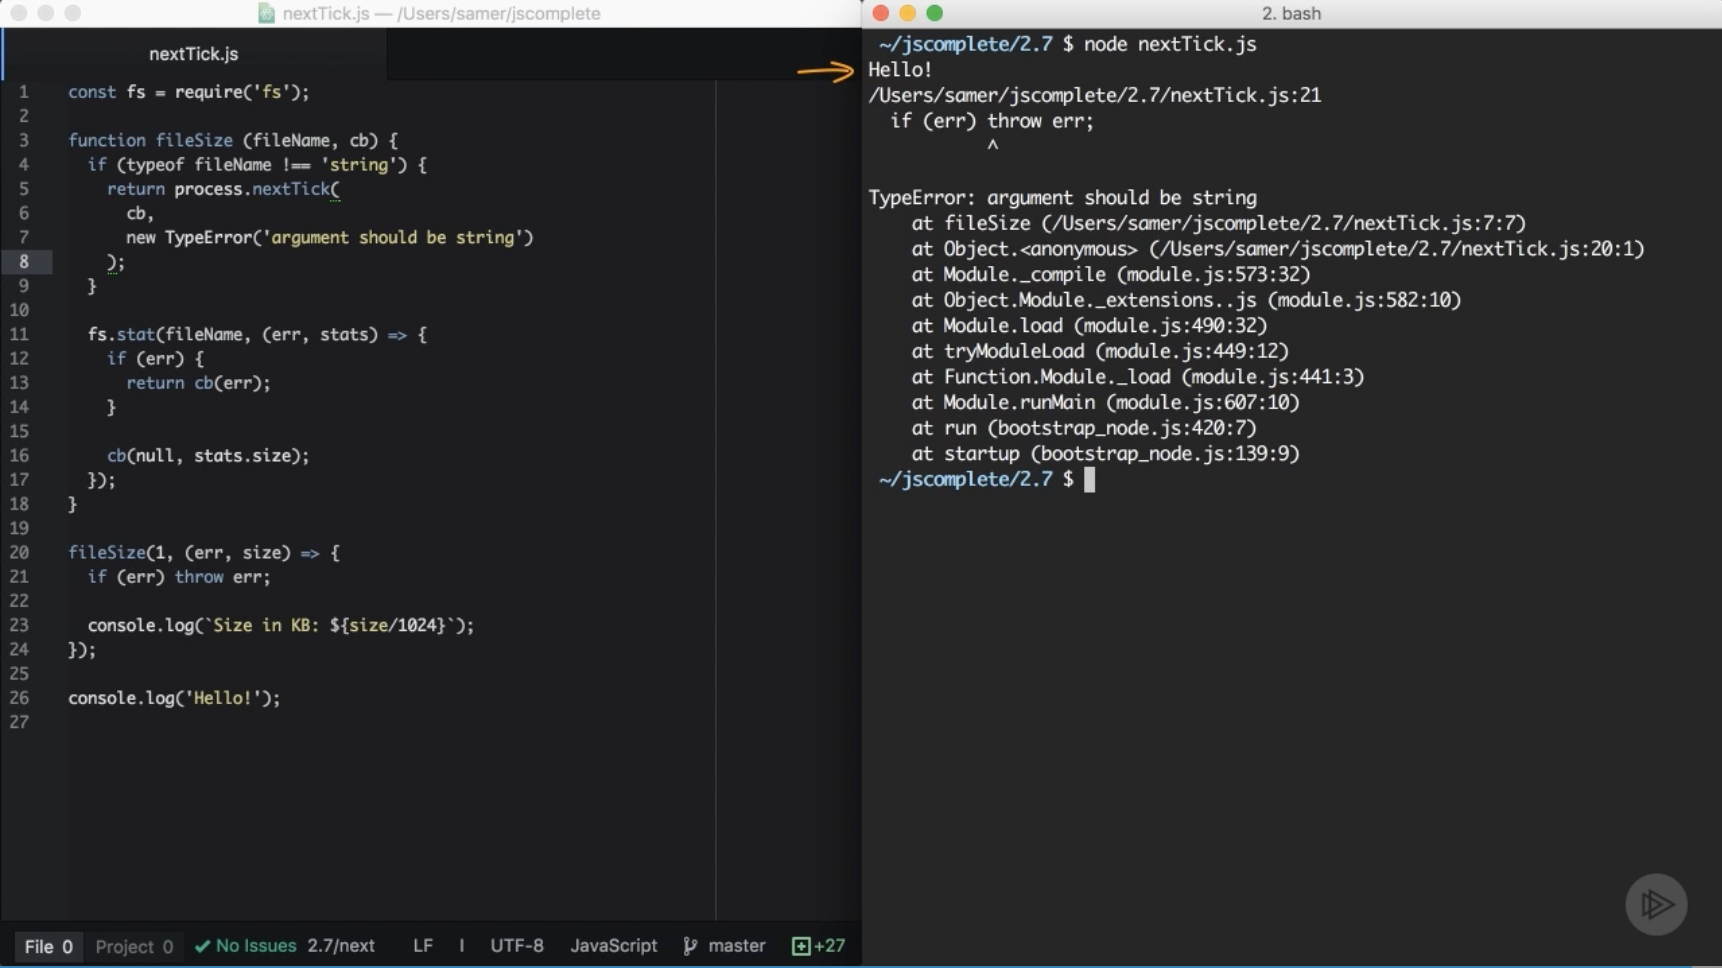 nextTick.js — /Users/samer/jscomplete
nextTick.js
1 const fs = require('fs');
2
3 function fileSize (fileName, cb) {
4 if (typeof fileName !== 'string') {
5 return process.nextTick(
6 cb,
7 new TypeError('argument should be string')
8 );
9 }
10
11 fs.stat(fileName, (err, stats) => {
12 if (err) {
13 return cb(err);
14 }
15
16 cb(null, stats.size);
17 });
18 }
19
20 fileSize(1, (err, size) => {
21 if (err) throw err;
22
23 console.log(`Size in KB: ${size/1024}`);
24 });
25
26 console.log('Hello!');
27
File 0 Project 0 No Issues 2.7/next LF I UTF-8 JavaScript master +27
2. bash
~/jscomplete/2.7 $ node nextTick.js
Hello!
/Users/samer/jscomplete/2.7/nextTick.js:21
if (err) throw err;
^
TypeError: argument should be string
at fileSize (/Users/samer/jscomplete/2.7/nextTick.js:7:7)
at Object.<anonymous> (/Users/samer/jscomplete/2.7/nextTick.js:20:1)
at Module._compile (module.js:573:32)
at Object.Module._extensions..js (module.js:582:10)
at Module.load (module.js:490:32)
at tryModuleLoad (module.js:449:12)
at Function.Module._load (module.js:441:3)
at Module.runMain (module.js:607:10)
at run (bootstrap_node.js:420:7)
at startup (bootstrap_node.js:139:9)
~/jscomplete/2.7 $